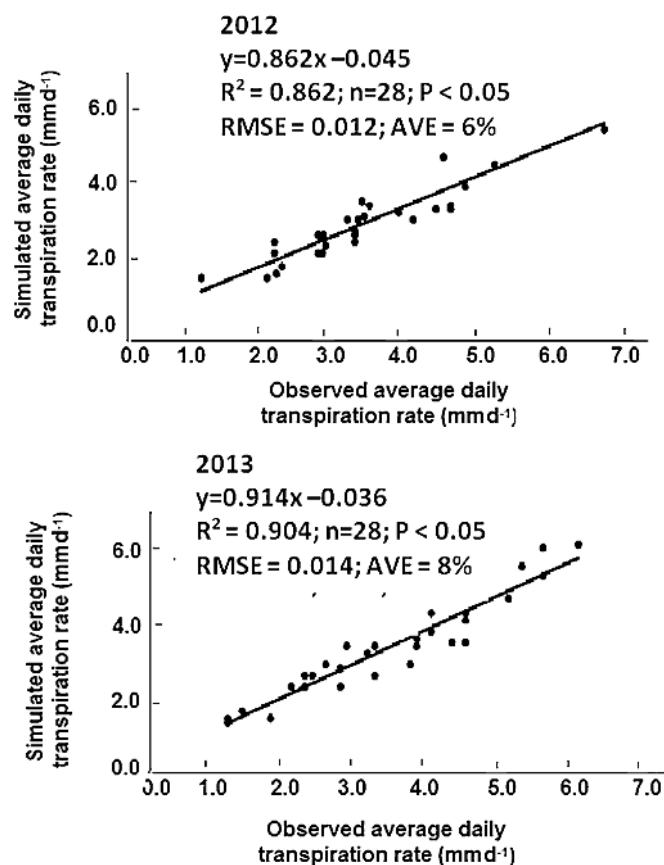 2012
y=0.862x−0.045
R² = 0.862; n=28; P < 0.05
RMSE = 0.012; AVE = 6%
Simulated average daily
transpiration rate (mmd⁻¹)
6.0
4.0
2.0
0.0
0.0 1.0 2.0 3.0 4.0 5.0 6.0 7.0
Observed average daily
transpiration rate (mmd⁻¹)
2013
y=0.914x−0.036
R² = 0.904; n=28; P < 0.05
RMSE = 0.014; AVE = 8%
Simulated average daily
transpiration rate (mmd⁻¹)
6.0
4.0
2.0
0.0
0.0 1.0 2.0 3.0 4.0 5.0 6.0 7.0
Observed average daily
transpiration rate (mmd⁻¹)